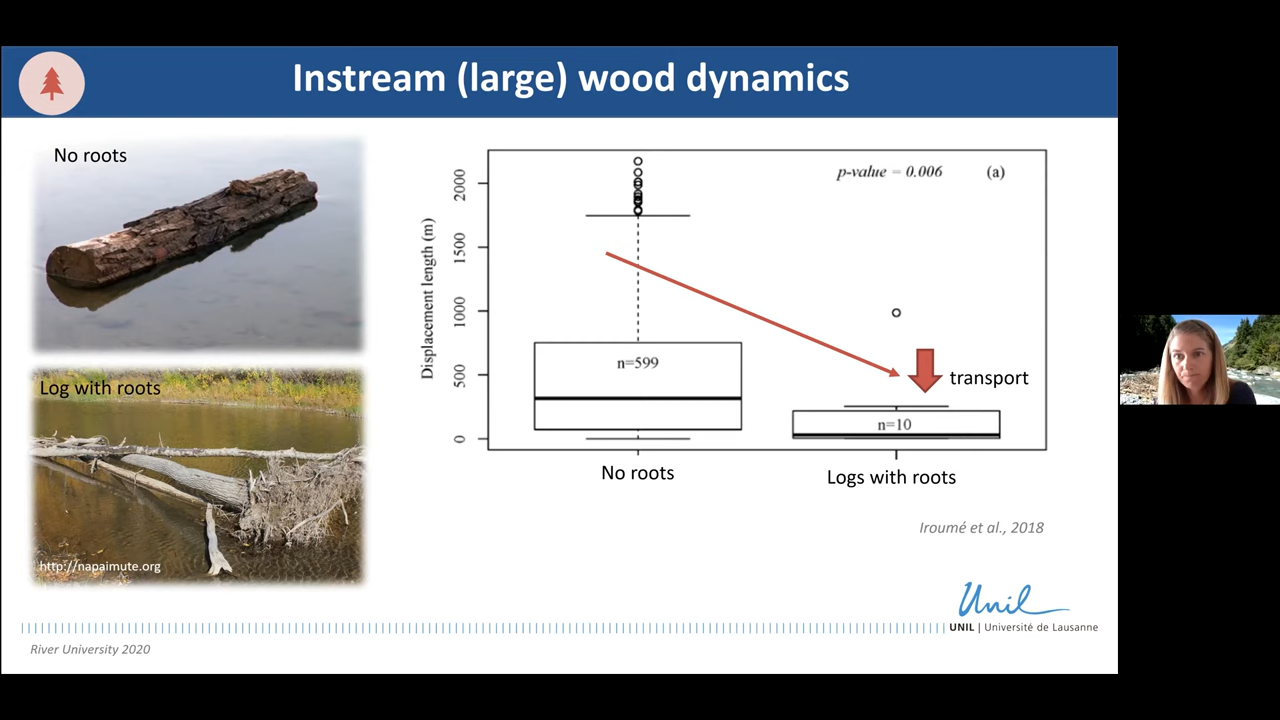 Instream (large) wood dynamics
No roots
Log with roots
http://napaimute.org
Displacement length (m)
2000
1500
1000
500
0
p-value = 0.006
(a)
n=599
n=10
transport
No roots
Logs with roots
Iroumé et al., 2018
Unil
UNIL | Université de Lausanne
River University 2020